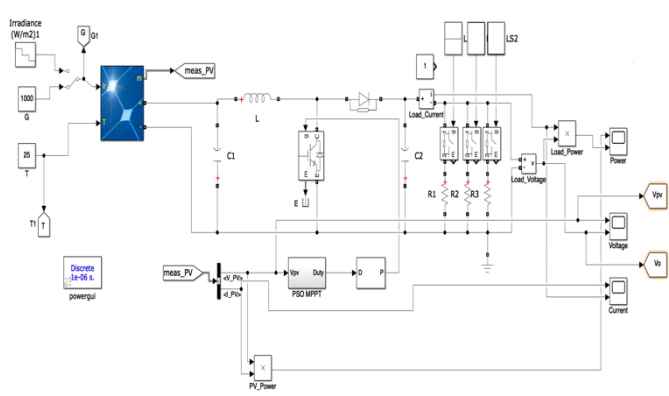 Irradiance
(W/m2)1
G
G1
meas_PV
1000
G
25
T
T1
T
Discrete
1e-06 s.
powergui
m
T
L
C1
g
C
E
E
C2
1
L
L
LS2
Load_Current
R1
R2
R3
Load_Voltage
x
Load_Power
Power
Vpv
Voltage
Vo
Current
meas_PV
<V_PV>
<I_PV>
Vpv
Duty
PSO MPPT
D
P
x
PV_Power